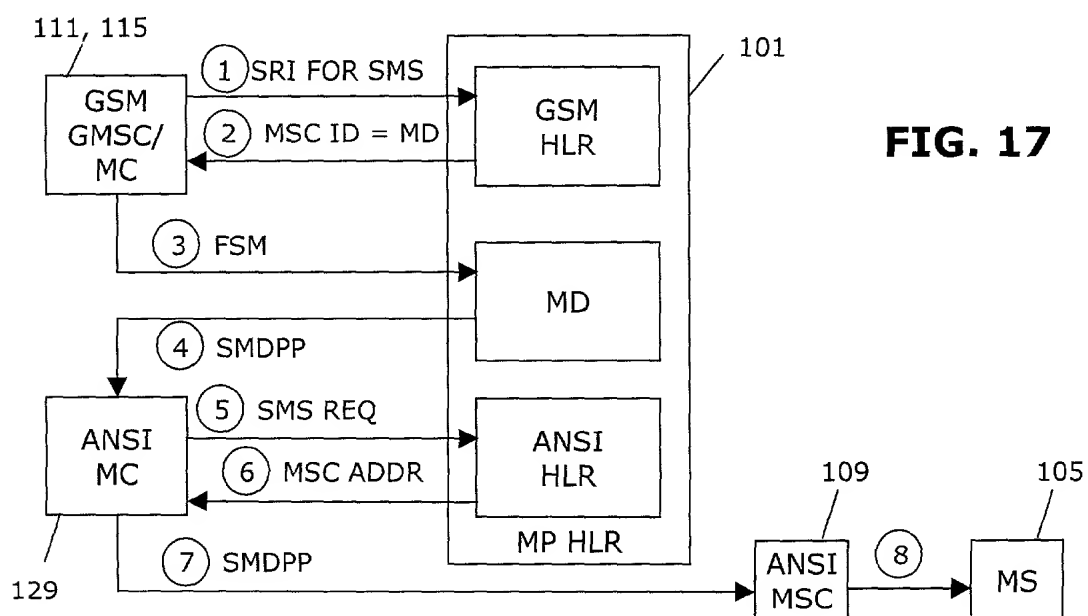 111, 115
101
1 SRI FOR SMS
GSM
GMSC/
MC
GSM
HLR
2 MSC ID = MD
FIG. 17
3 FSM
MD
4 SMDPP
5 SMS REQ
ANSI
MC
ANSI
HLR
6 MSC ADDR
109
105
MP HLR
7 SMDPP
8
ANSI
MSC
MS
129